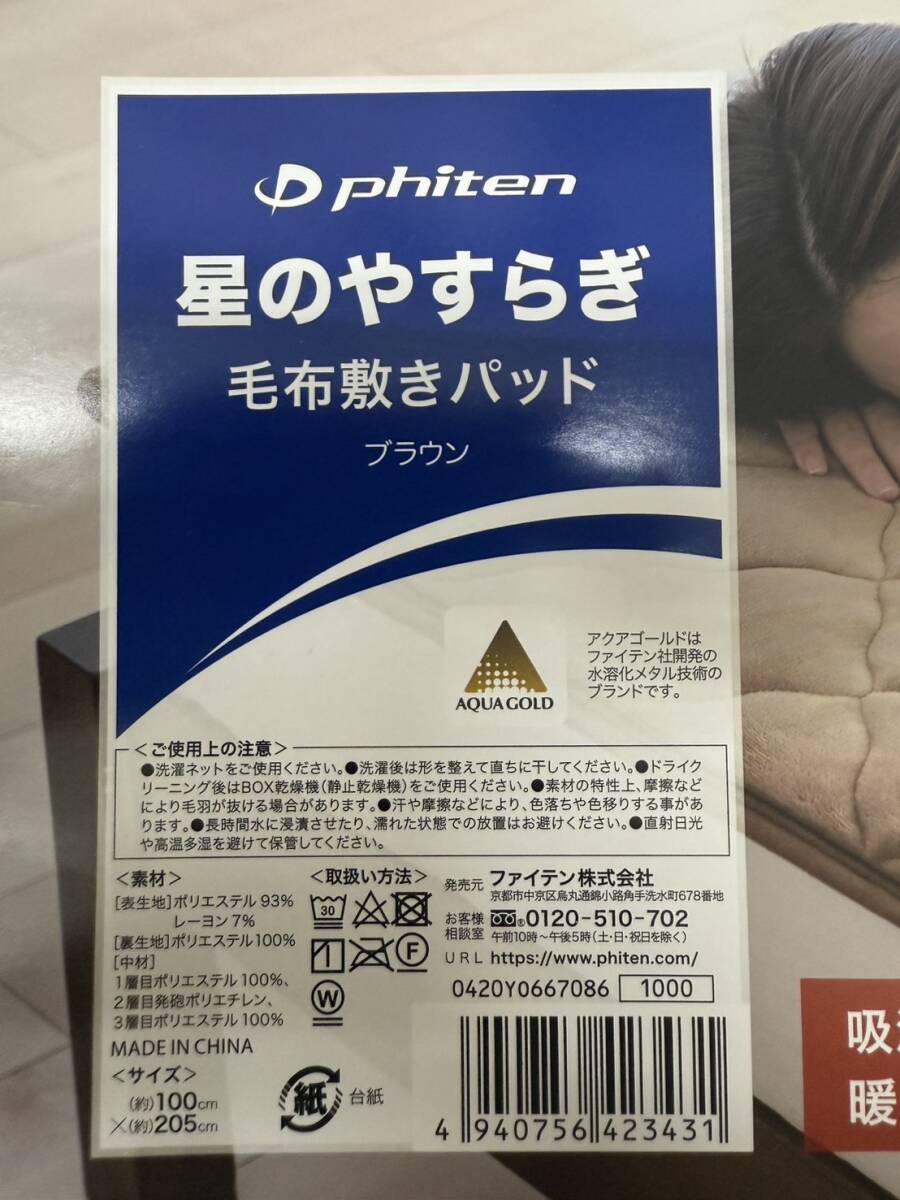 phiten
星のやすらぎ
毛布敷きパッド
ブラウン
AQUA GOLD
アクアゴールドは
ファイテン社開発の
水溶化メタル技術の
ブランドです。
＜ご使用上の注意＞
●洗濯ネットをご使用ください。●洗濯後は形を整えて直ちに干してください。●ドライク
リーニング後はBOX乾燥機（静止乾燥機）をご使用ください。●素材の特性上、摩擦など
により毛羽が抜ける場合があります。●汗や摩擦などにより、色落ちや色移りする事があ
ります。●長時間水に浸漬させたり、濡れた状態での放置はお避けください。●直射日光
や高温多湿を避けて保管してください。
＜素材＞
[表生地]ポリエステル 93%
レーヨン 7%
[裏生地]ポリエステル100%
[中材]
1層目ポリエステル 100%、
2層目発砲ポリエチレン、
3層目ポリエステル 100%
MADE IN CHINA
＜サイズ＞
(約)100cm
×(約)205cm
＜取扱い方法＞
30
F
W
紙
台紙
発売元 ファイテン株式会社
京都市中京区烏丸通錦小路角手洗水町678番地
お客様相談室 0120-510-702
午前10時～午後5時（土・日・祝日を除く）
URL https://www.phiten.com/
0420Y0667086 1000
4 940756 423431
吸
暖